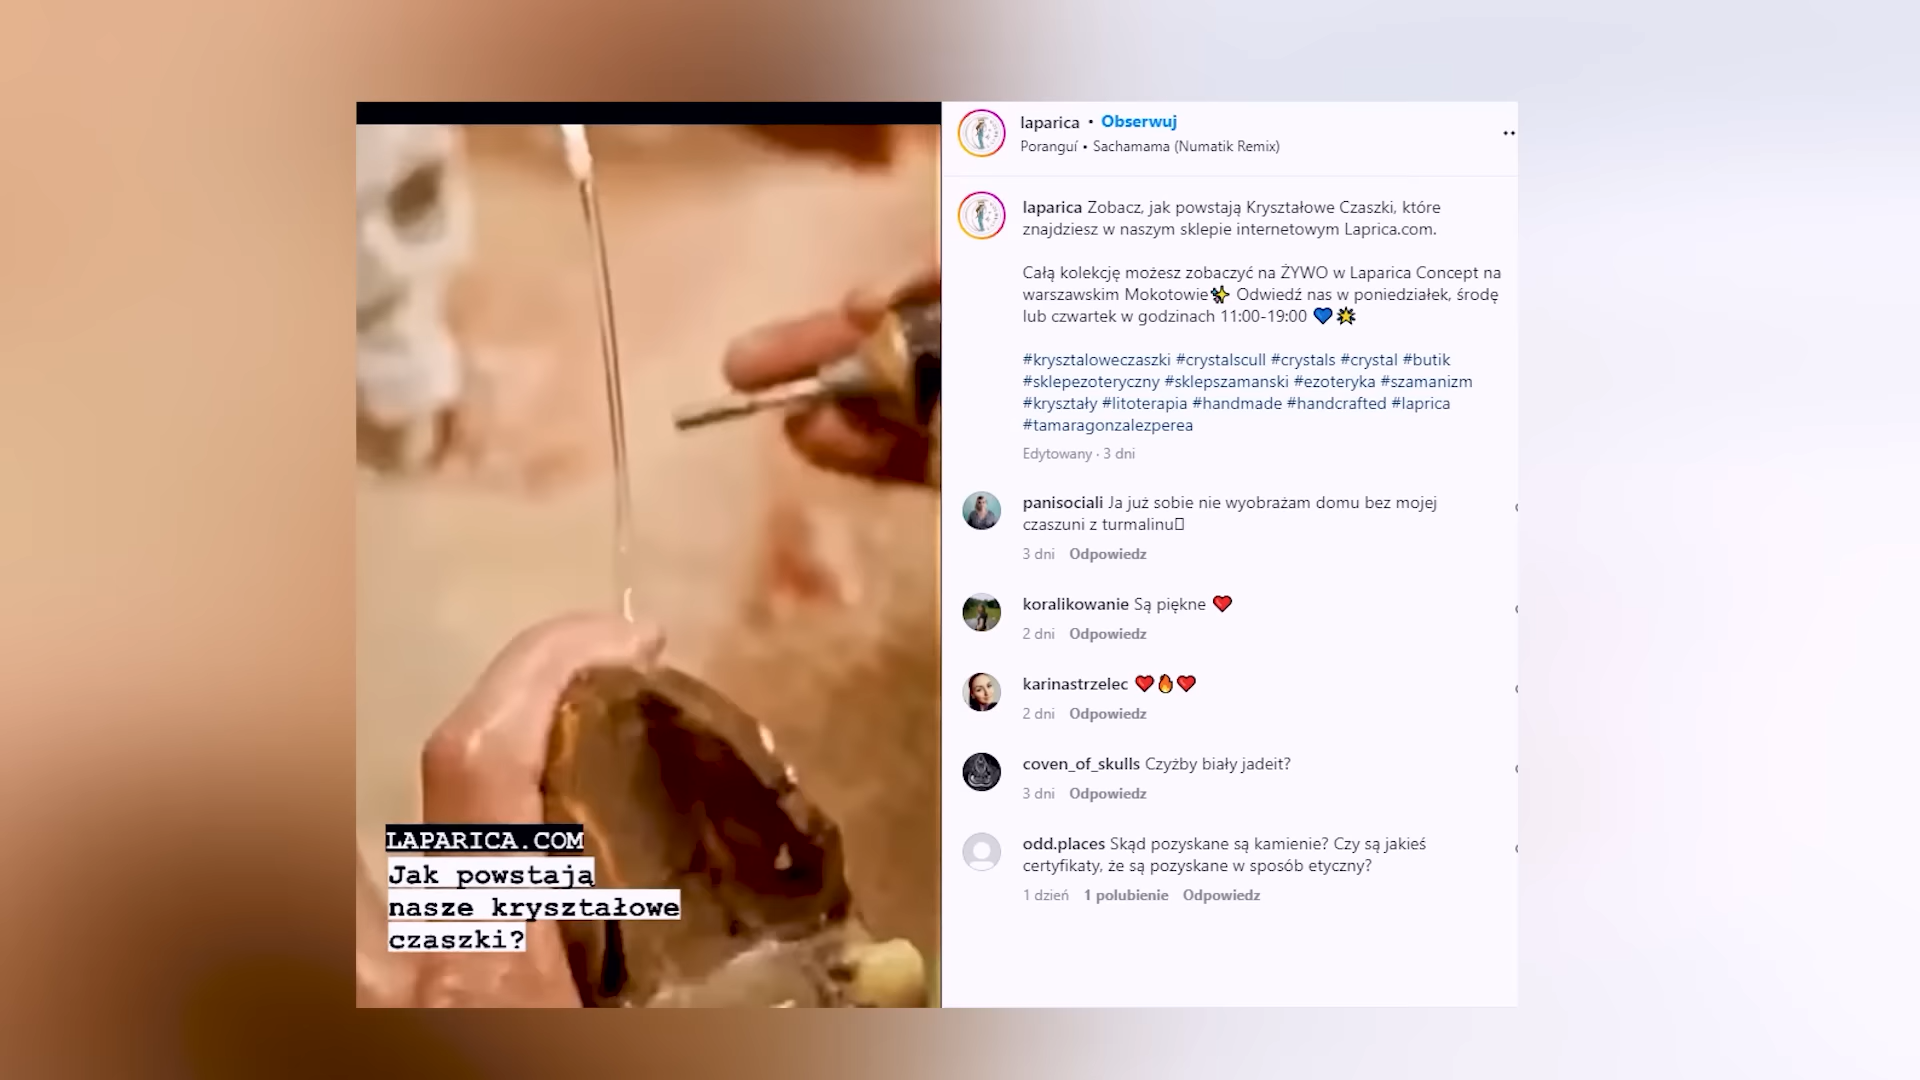 LAPARICA.COM
Jak powstają
nasze kryształowe
czaszki?
laparica • Obserwuj
Poranguí • Sachamama (Numatik Remix)
laparica Zobacz, jak powstają Kryształowe Czaszki, które
znajdziesz w naszym sklepie internetowym Laprica.com.
Całą kolekcję możesz zobaczyć na ŻYWO w Laparica Concept na
warszawskim Mokotowie✨ Odwiedź nas w poniedziałek, środę
lub czwartek w godzinach 11:00-19:00 💙🌟
#krysztaloweczaszki #crystalscull #crystals #crystal #butik
#sklepezoteryczny #sklepszamanski #ezoteryka #szamanizm
#kryształy #litoterapia #handmade #handcrafted #laprica
#tamaragonzalezperea
Edytowany · 3 dni
panisociali Ja już sobie nie wyobrażam domu bez mojej
czaszuni z turmalinu
3 dni Odpowiedz
koralikowanie Są piękne ❤️
2 dni Odpowiedz
karinastrzelec ❤️🔥❤️
2 dni Odpowiedz
coven_of_skulls Czyżby biały jadeit?
3 dni Odpowiedz
odd.places Skąd pozyskane są kamienie? Czy są jakieś
certyfikaty, że są pozyskane w sposób etyczny?
1 dzień 1 polubienie Odpowiedz